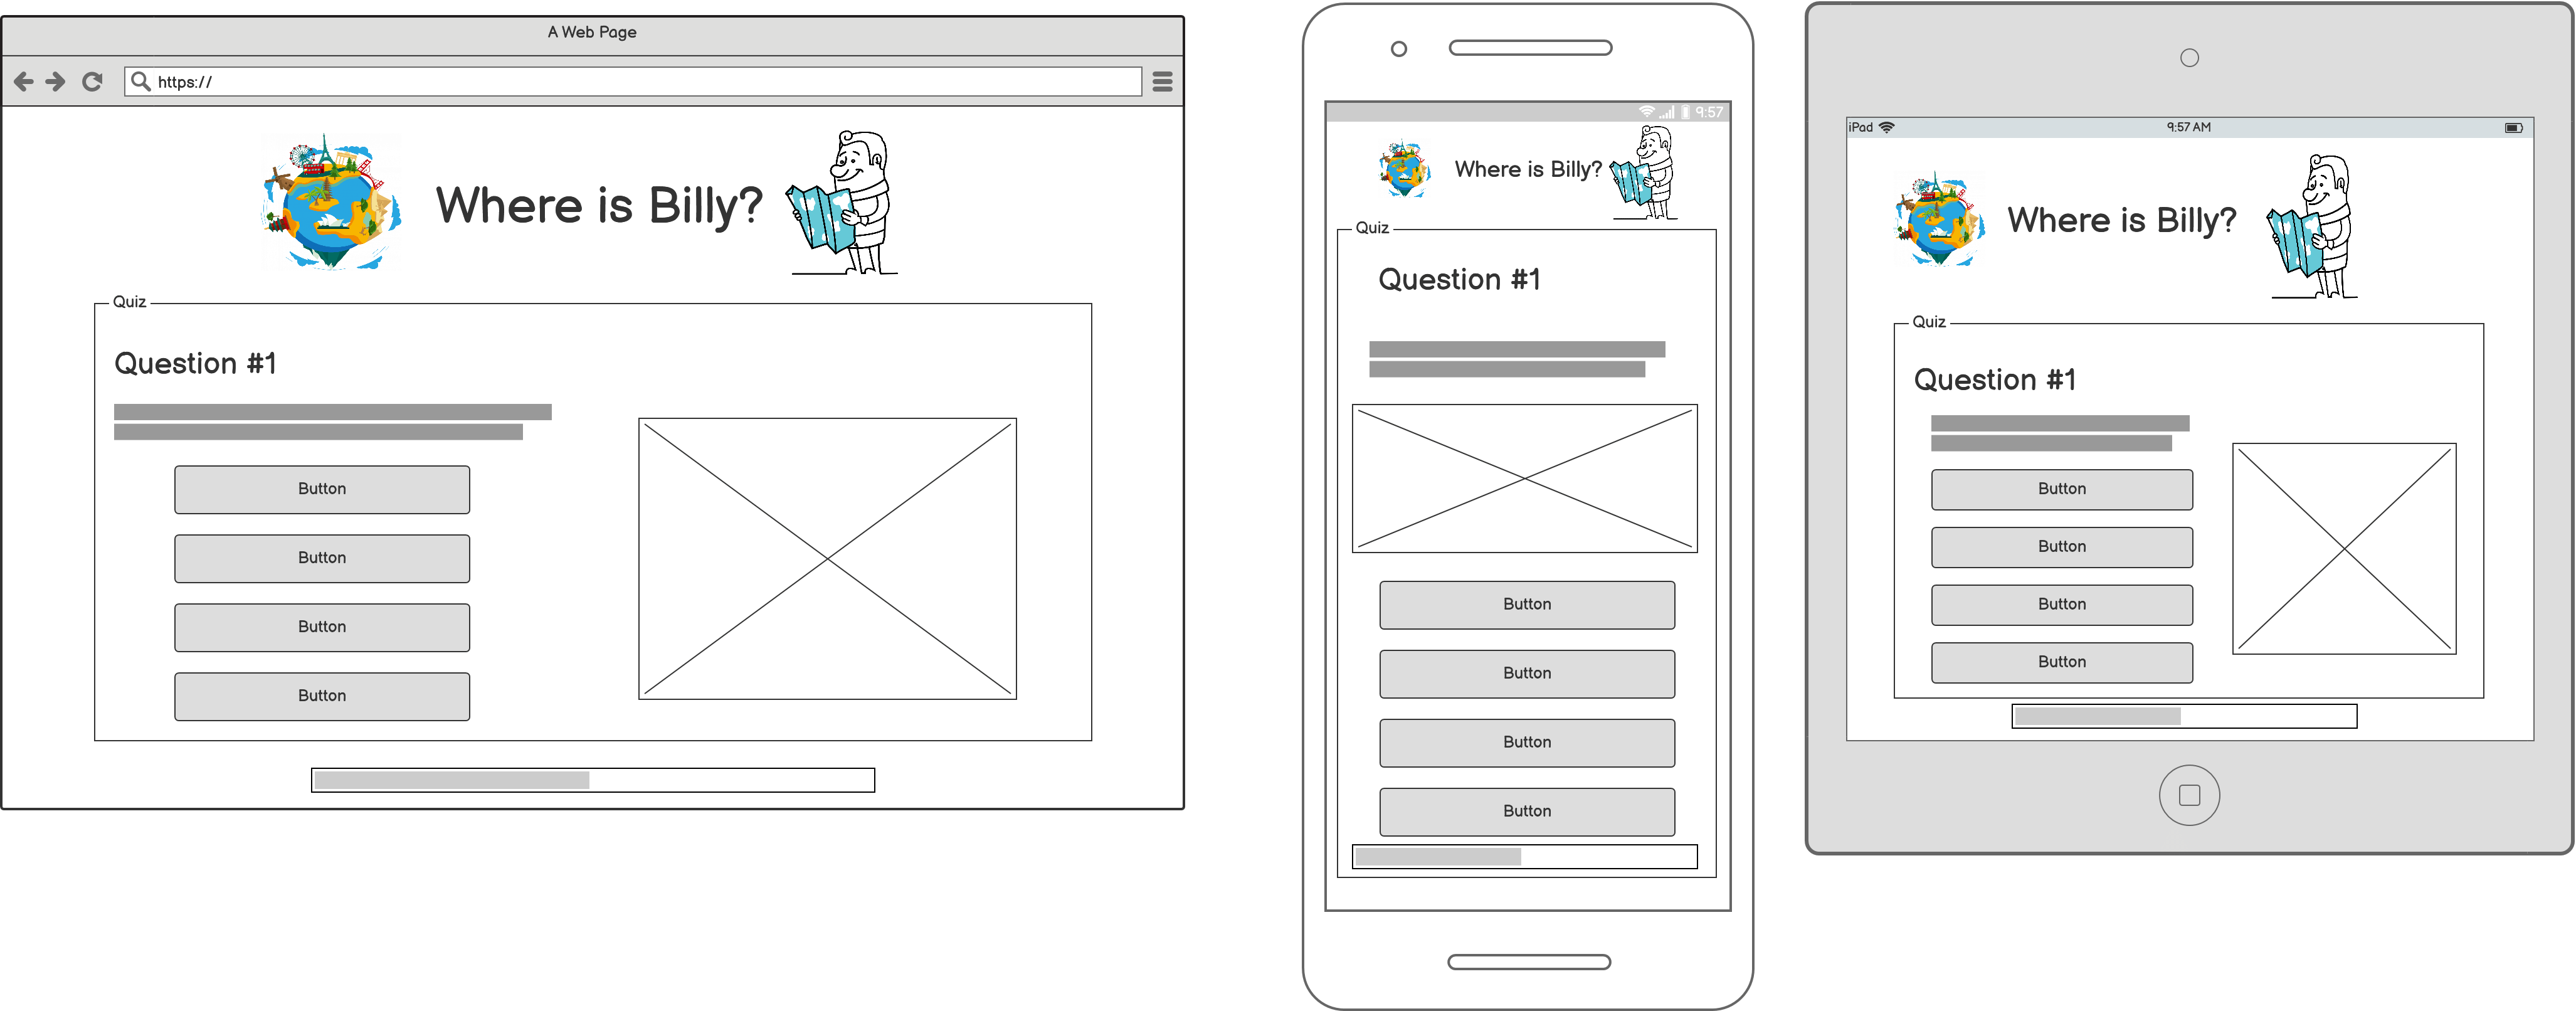 A Web Page
https://
Where is Billy?
Quiz
Question #1
Button
Button
Button
Button
9:57
Where is Billy?
Quiz
Question #1
Button
Button
Button
Button
iPad
9:57 AM
Where is Billy?
Quiz
Question #1
Button
Button
Button
Button